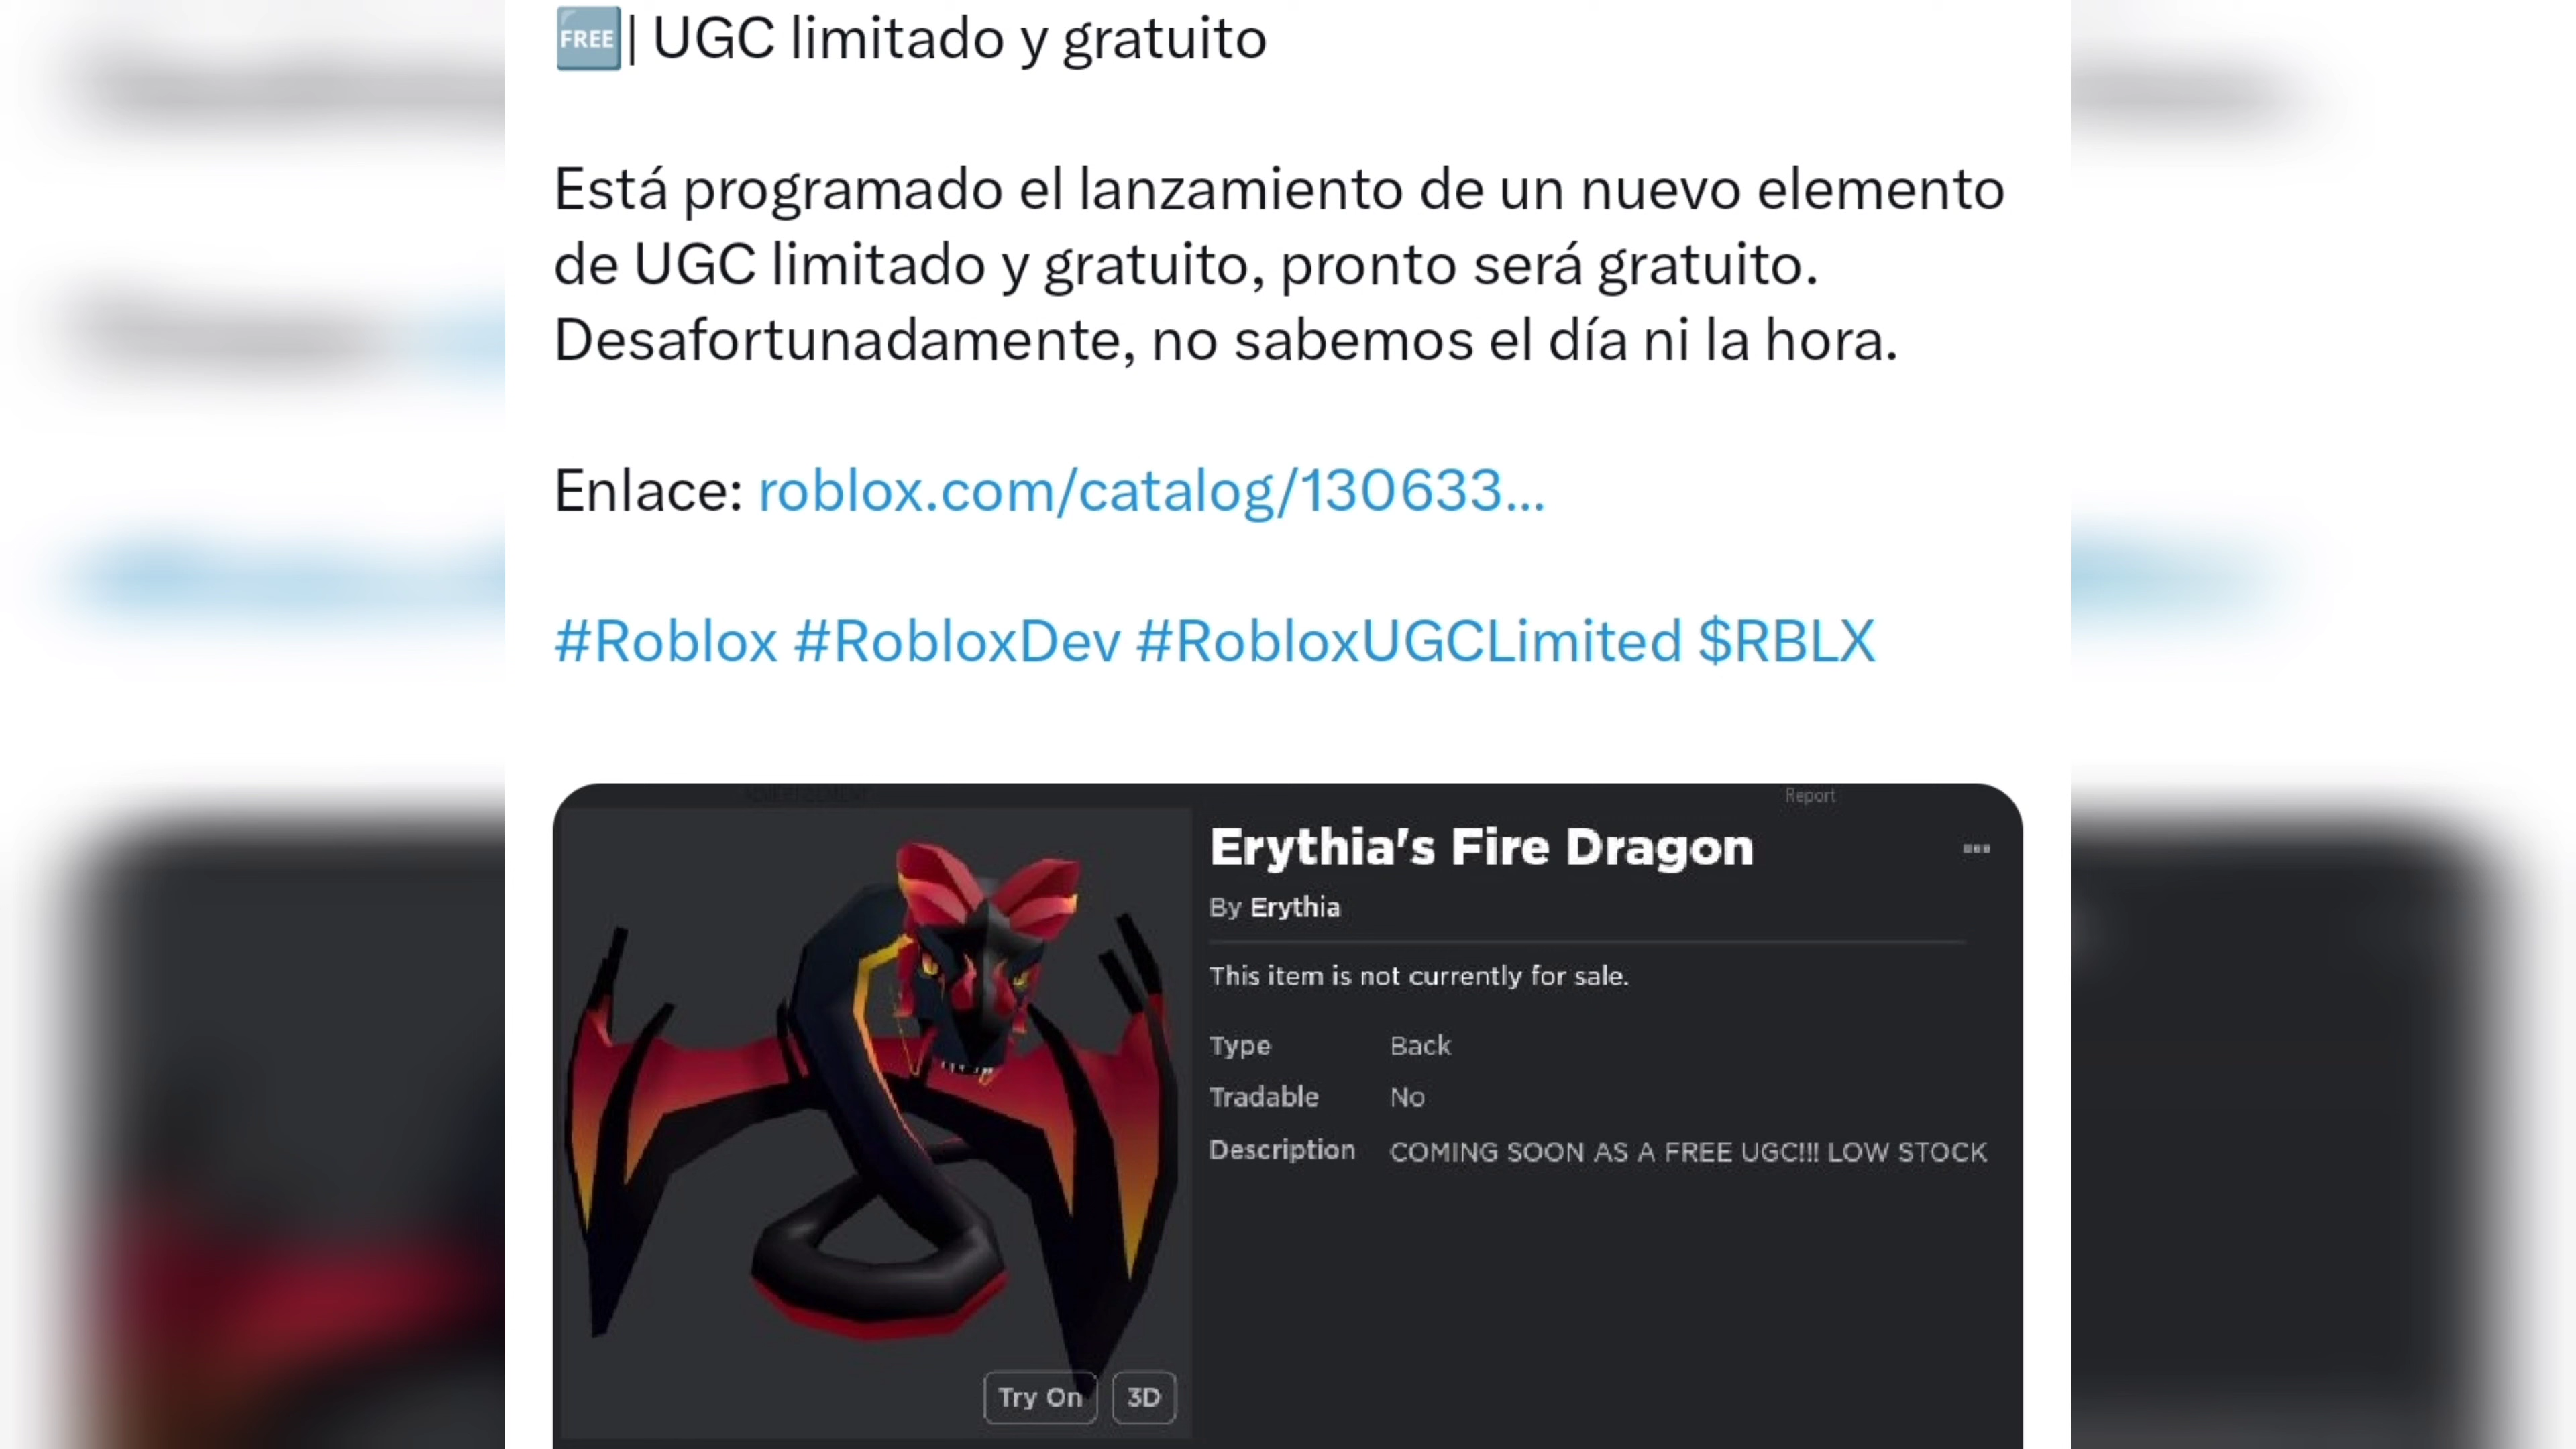 🆓| UGC limitado y gratuito
Está programado el lanzamiento de un nuevo elemento
de UGC limitado y gratuito, pronto será gratuito.
Desafortunadamente, no sabemos el día ni la hora.
Enlace: roblox.com/catalog/130633...
#Roblox #RobloxDev #RobloxUGCLimited $RBLX
ADVERTISEMENT
Report
Erythia's Fire Dragon
By Erythia
This item is not currently for sale.
Type Back
Tradable No
Description COMING SOON AS A FREE UGC!!! LOW STOCK
Try On 3D